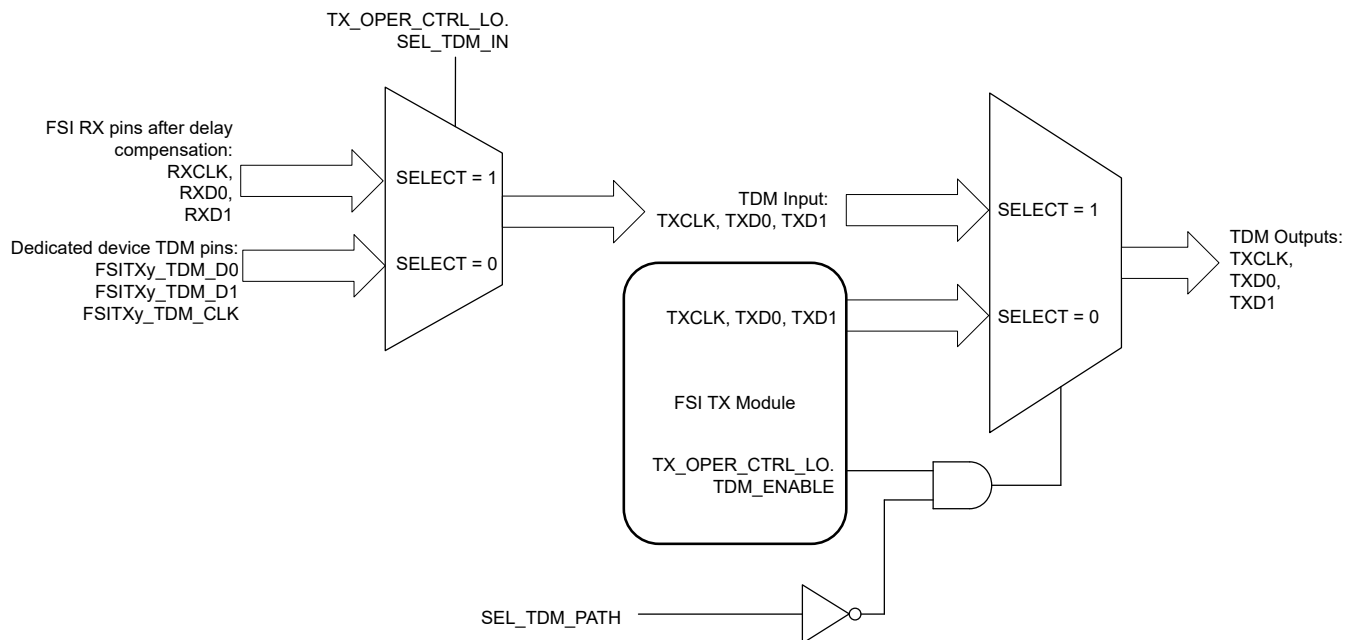 TX_OPER_CTRL_LO.
SEL_TDM_IN
FSI RX pins after delay
compensation:
RXCLK,
RXD0,
RXD1
SELECT = 1
Dedicated device TDM pins:
FSITXy_TDM_D0
FSITXy_TDM_D1
FSITXy_TDM_CLK
SELECT = 0
TDM Input:
TXCLK, TXD0, TXD1
SELECT = 1
TXCLK, TXD0, TXD1
SELECT = 0
TDM Outputs:
TXCLK,
TXD0,
TXD1
FSI TX Module
TX_OPER_CTRL_LO.
TDM_ENABLE
SEL_TDM_PATH